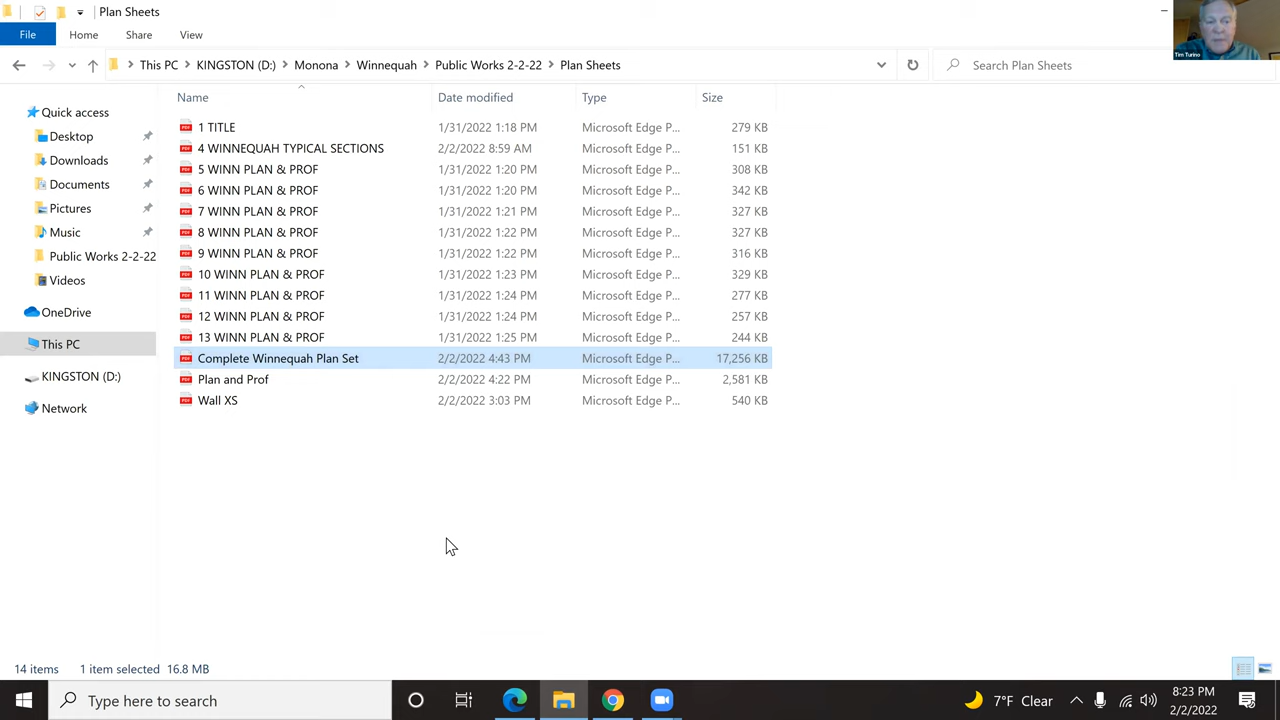 Plan Sheets
File Home Share View
This PC KINGSTON (D:) Monona Winnequah Public Works 2-2-22 Plan Sheets Search Plan Sheets
Tim Turino
Name Date modified Type Size
Quick access
Desktop
Downloads
Documents
Pictures
Music
Public Works 2-2-22
Videos
OneDrive
This PC
KINGSTON (D:)
Network
1 TITLE 1/31/2022 1:18 PM Microsoft Edge P... 279 KB
4 WINNEQUAH TYPICAL SECTIONS 2/2/2022 8:59 AM Microsoft Edge P... 151 KB
5 WINN PLAN & PROF 1/31/2022 1:20 PM Microsoft Edge P... 308 KB
6 WINN PLAN & PROF 1/31/2022 1:20 PM Microsoft Edge P... 342 KB
7 WINN PLAN & PROF 1/31/2022 1:21 PM Microsoft Edge P... 327 KB
8 WINN PLAN & PROF 1/31/2022 1:22 PM Microsoft Edge P... 327 KB
9 WINN PLAN & PROF 1/31/2022 1:22 PM Microsoft Edge P... 316 KB
10 WINN PLAN & PROF 1/31/2022 1:23 PM Microsoft Edge P... 329 KB
11 WINN PLAN & PROF 1/31/2022 1:24 PM Microsoft Edge P... 277 KB
12 WINN PLAN & PROF 1/31/2022 1:24 PM Microsoft Edge P... 257 KB
13 WINN PLAN & PROF 1/31/2022 1:25 PM Microsoft Edge P... 244 KB
Complete Winnequah Plan Set 2/2/2022 4:43 PM Microsoft Edge P... 17,256 KB
Plan and Prof 2/2/2022 4:22 PM Microsoft Edge P... 2,581 KB
Wall XS 2/2/2022 3:03 PM Microsoft Edge P... 540 KB
14 items 1 item selected 16.8 MB
Type here to search 7°F Clear 8:23 PM
2/2/2022